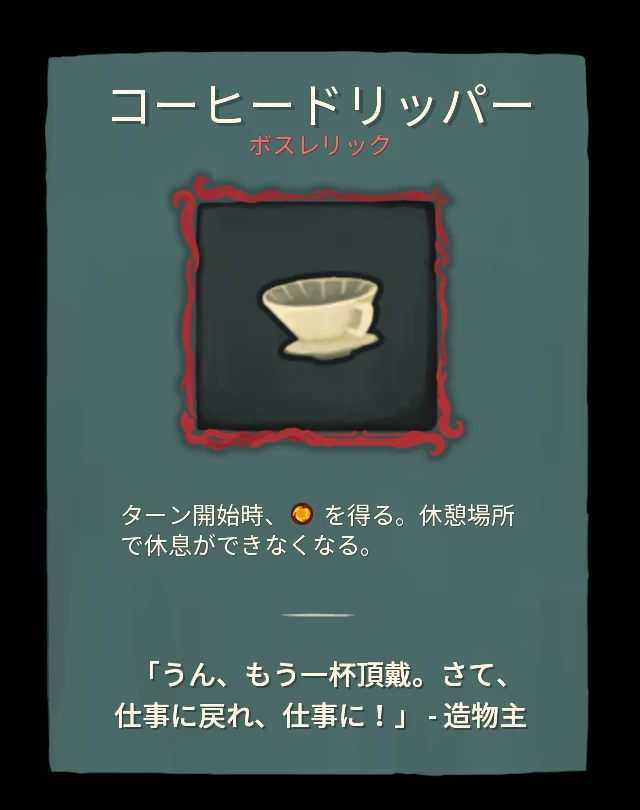 コーヒードリッパー
ボスレリック
ターン開始時、を得る。休憩場所
で休息ができなくなる。
「うん、もう一杯頂戴。さて、
仕事に戻れ、仕事に！」 - 造物主